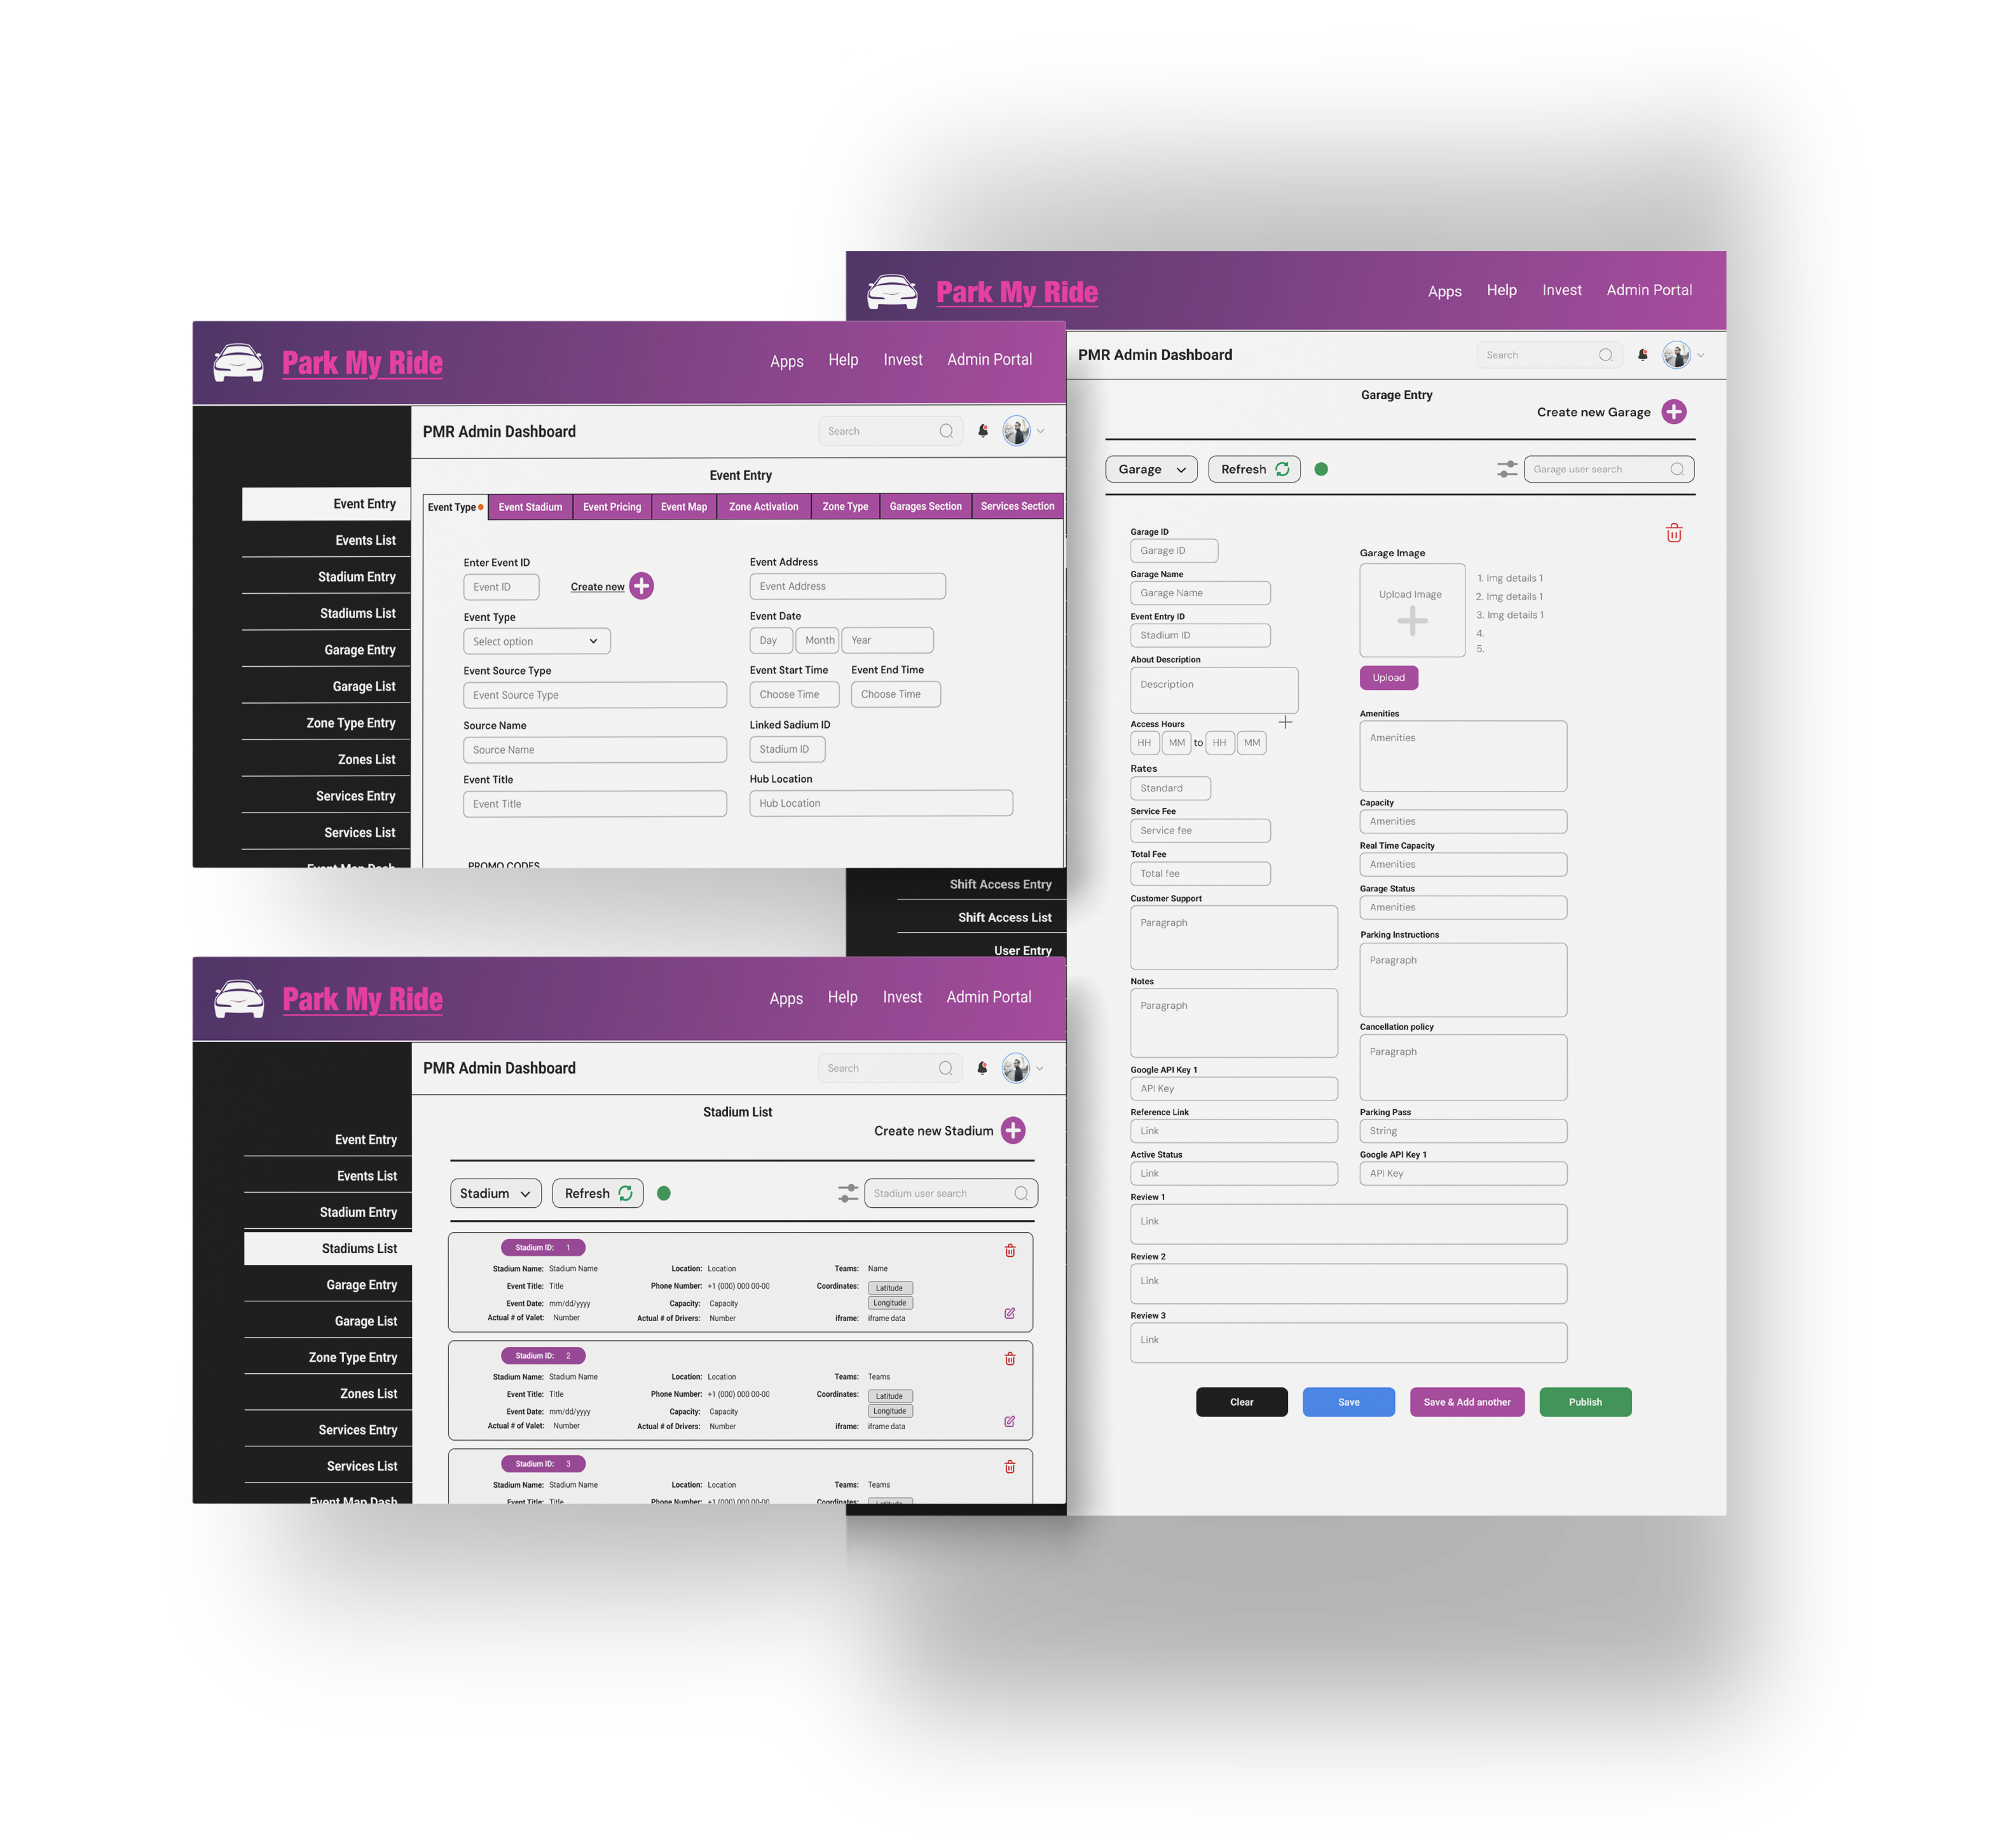 Park My Ride
Apps Help Invest Admin Portal
PMR Admin Dashboard
Search
Event Entry
Event Entry
Events List
Stadium Entry
Stadiums List
Garage Entry
Garage List
Zone Type Entry
Zones List
Services Entry
Services List
Event Map Dash
Event Type Event Stadium Event Pricing Event Map Zone Activation Zone Type Garages Section Services Section
Enter Event ID
Event ID
Create new
Event Type
Select option
Event Source Type
Event Source Type
Source Name
Source Name
Event Title
Event Title
Event Address
Event Address
Event Date
Day Month Year
Event Start Time Event End Time
Choose Time Choose Time
Linked Sadium ID
Stadium ID
Hub Location
Hub Location
PROMO CODES
Park My Ride
Apps Help Invest Admin Portal
PMR Admin Dashboard
Search
Stadium List
Create new Stadium
Event Entry
Events List
Stadium Entry
Stadiums List
Garage Entry
Garage List
Zone Type Entry
Zones List
Services Entry
Services List
Event Map Dash
Stadium Refresh
Stadium user search
Stadium ID: 1
Stadium Name: Stadium Name Location: Location Teams: Name
Event Title: Title Phone Number: +1 (000) 000 00-00 Coordinates: Latitude
Event Date: mm/dd/yyyy Capacity: Capacity Longitude
Actual # of Valet: Number Actual # of Drivers: Number iframe: iframe data
Stadium ID: 2
Stadium Name: Stadium Name Location: Location Teams: Teams
Event Title: Title Phone Number: +1 (000) 000 00-00 Coordinates: Latitude
Event Date: mm/dd/yyyy Capacity: Capacity Longitude
Actual # of Valet: Number Actual # of Drivers: Number iframe: iframe data
Stadium ID: 3
Stadium Name: Stadium Name Location: Location Teams: Teams
Event Title: Title Phone Number: +1 (000) 000 00-00 Coordinates: Latitude
Park My Ride
Apps Help Invest Admin Portal
PMR Admin Dashboard
Search
Garage Entry
Create new Garage
Garage Refresh
Garage user search
Shift Access Entry
Shift Access List
User Entry
Garage ID
Garage ID
Garage Name
Garage Name
Event Entry ID
Stadium ID
About Description
Description
Access Hours
HH MM to HH MM
Rates
Standard
Service Fee
Service fee
Total Fee
Total fee
Customer Support
Paragraph
Notes
Paragraph
Google API Key 1
API Key
Reference Link
Link
Active Status
Link
Garage Image
Upload Image
1. Img details 1
2. Img details 1
3. Img details 1
4.
5.
Upload
Amenities
Amenities
Capacity
Amenities
Real Time Capacity
Amenities
Garage Status
Amenities
Parking Instructions
Paragraph
Cancellation policy
Paragraph
Parking Pass
String
Google API Key 1
API Key
Review 1
Link
Review 2
Link
Review 3
Link
Clear Save Save & Add another Publish